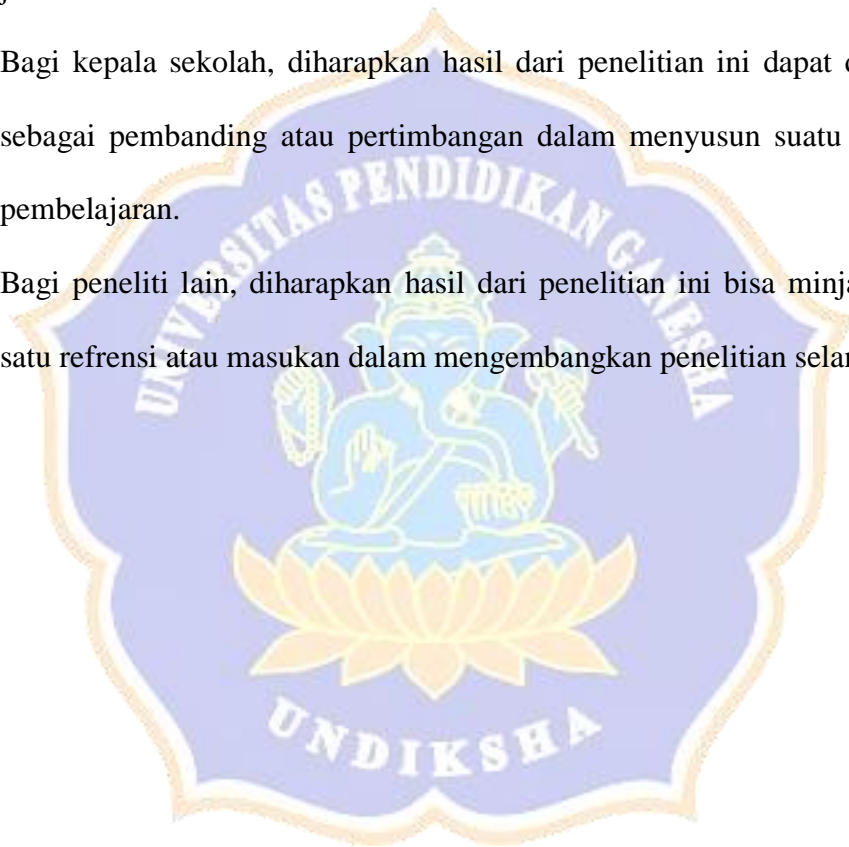 Bagi kepala sekolah, diharapkan hasil dari penelitian ini dapat
sebagai pembanding atau pertimbangan dalam menyusun suatu
pembelajaran.
Bagi peneliti lain, diharapkan hasil dari penelitian ini bisa minja
satu refrensi atau masukan dalam mengembangkan penelitian selan
UNIVERSITAS PENDIDIKAN GANESHA
UNDIKSHA